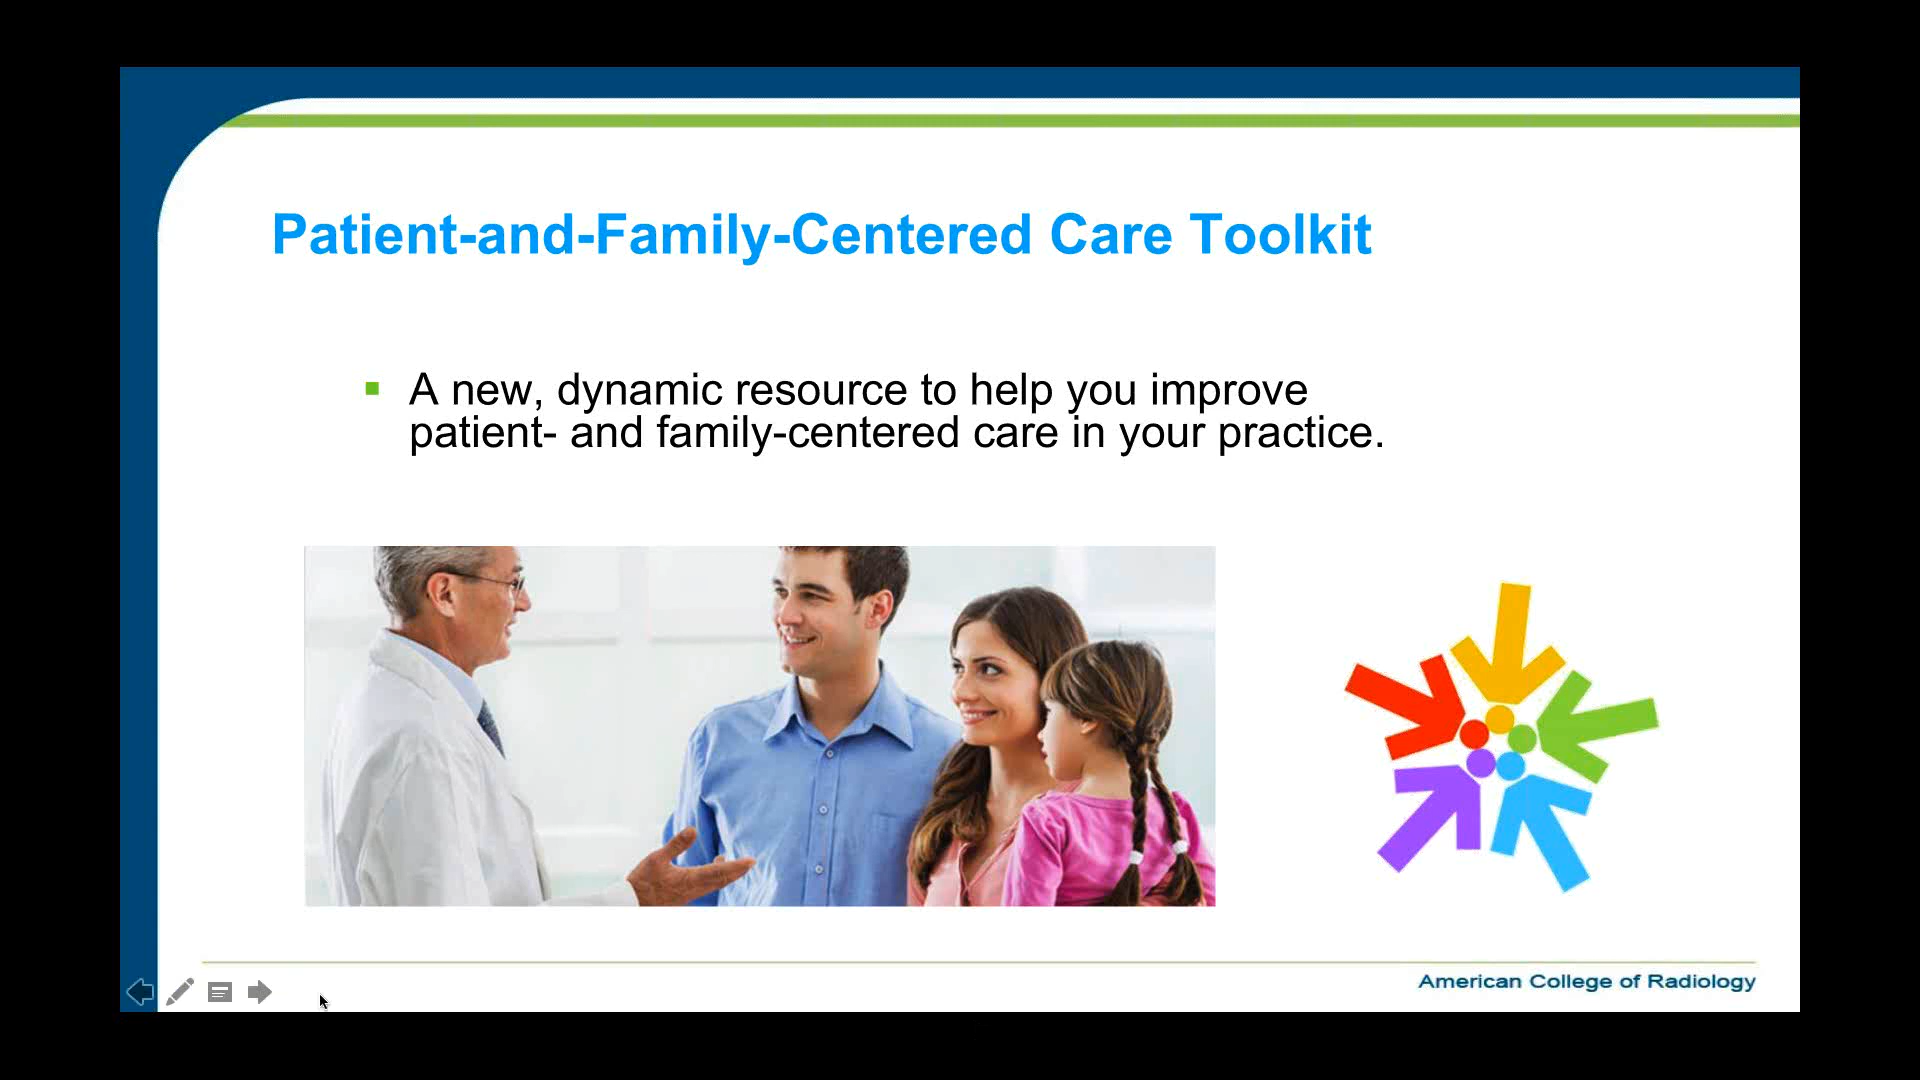 Patient-and-Family-Centered Care Toolkit
A new, dynamic resource to help you improve
patient- and family-centered care in your practice.
American College of Radiology